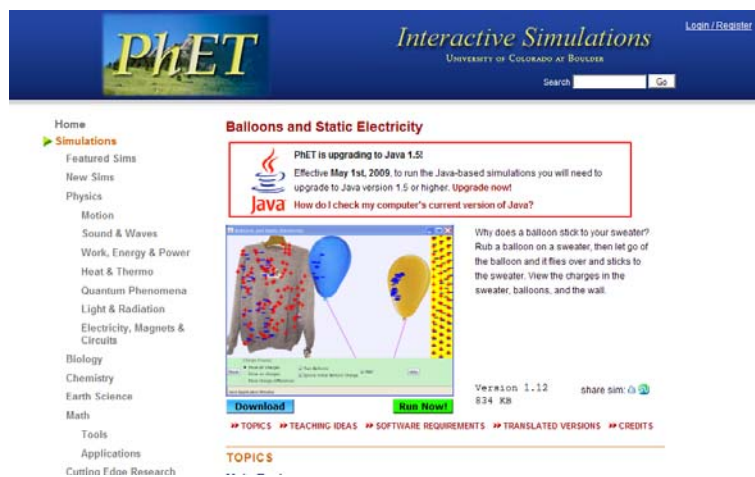 PhET
Interactive Simulations
UNIVERSITY OF COLORADO AT BOULDER
Login / Register
Search
Go
Home
Simulations
Featured Sims
New Sims
Physics
Motion
Sound & Waves
Work, Energy & Power
Heat & Thermo
Quantum Phenomena
Light & Radiation
Electricity, Magnets &
Circuits
Biology
Chemistry
Earth Science
Math
Tools
Applications
Cutting Edge Research
Balloons and Static Electricity
Java
PhET is upgrading to Java 1.5!
Effective May 1st, 2009, to run the Java-based simulations you will need to
upgrade to Java version 1.5 or higher. Upgrade now!
How do I check my computer's current version of Java?
Why does a balloon stick to your sweater?
Rub a balloon on a sweater, then let go of
the balloon and it flies over and sticks to
the sweater. View the charges in the
sweater, balloons, and the wall.
Version 1.12
834 KB
share sim:
Download
Run Now!
» TOPICS » TEACHING IDEAS » SOFTWARE REQUIREMENTS » TRANSLATED VERSIONS » CREDITS
TOPICS